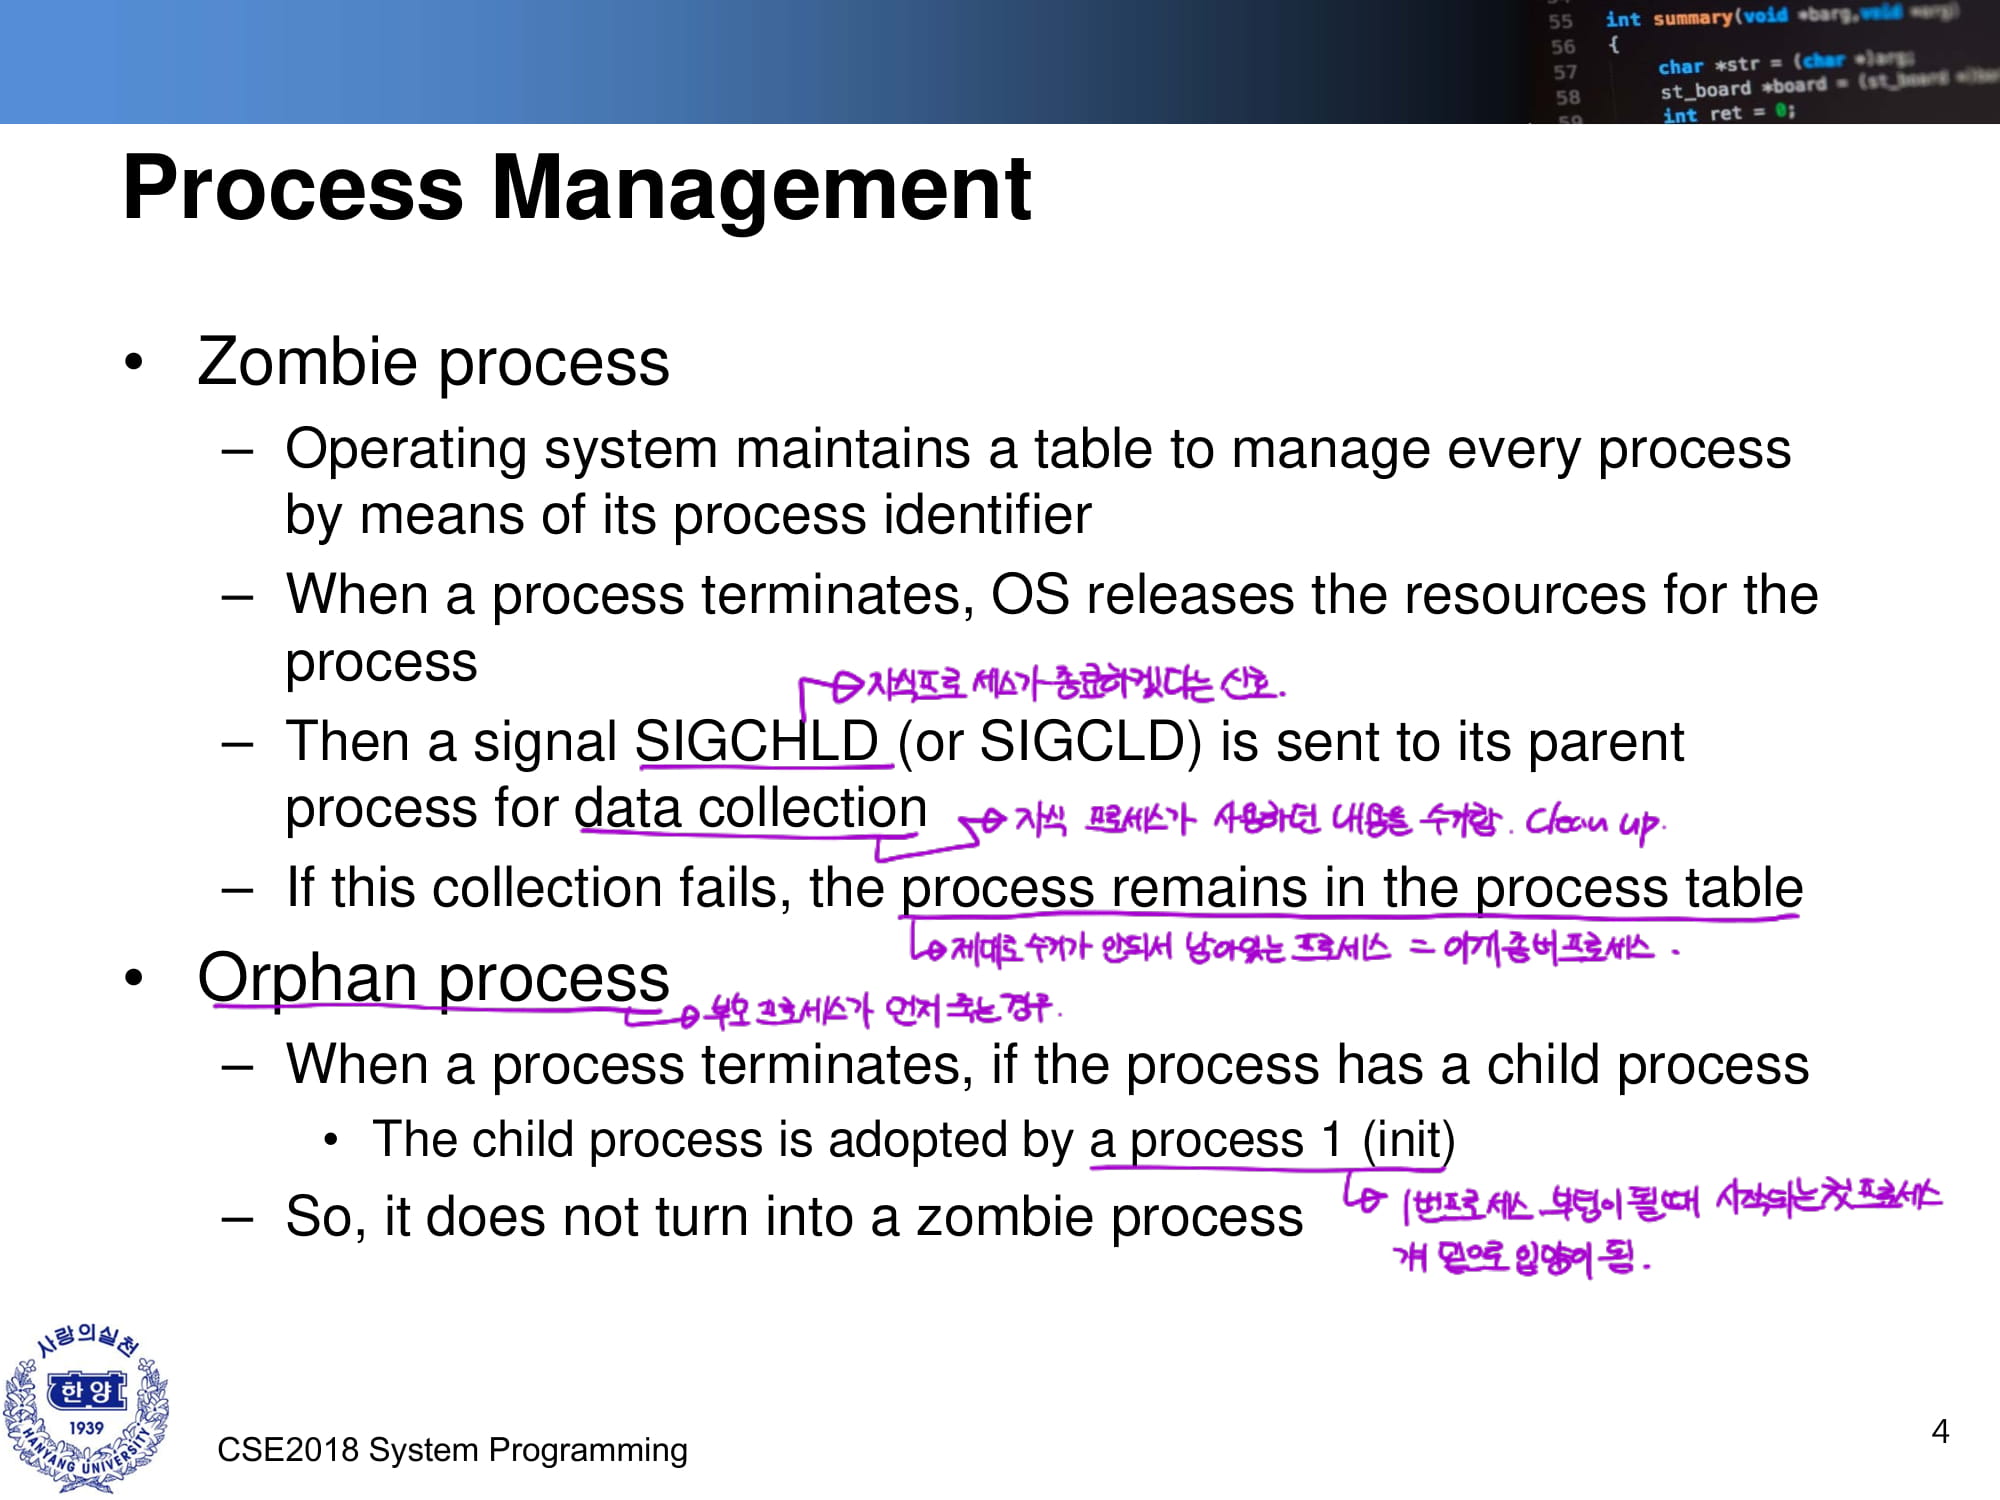 55 int summary(void *barg, void *arg)
56 {
57 char *str = (char *)arg;
58 st_board *board = (st_board *)
59 int ret = 0;
Process Management
• Zombie process
– Operating system maintains a table to manage every process
by means of its process identifier
– When a process terminates, OS releases the resources for the
process
자식프로세스가 종료하겠다는 신호.
– Then a signal SIGCHLD (or SIGCLD) is sent to its parent
process for data collection
자식 프로세스가 사용하던 내용을 수거함. Clean up.
– If this collection fails, the process remains in the process table
제대로 수거가 안되서 남아있는 프로세스 = 이게 좀비프로세스.
• Orphan process
부모 프로세스가 먼저 죽는 경우.
– When a process terminates, if the process has a child process
• The child process is adopted by a process 1 (init)
1번프로세스 부팅이 될때 시작되는 첫 프로세스
걔 밑으로 입양이 됨.
– So, it does not turn into a zombie process
사랑의실천
한양
1939
HANYANG UNIVERSITY
CSE2018 System Programming
4